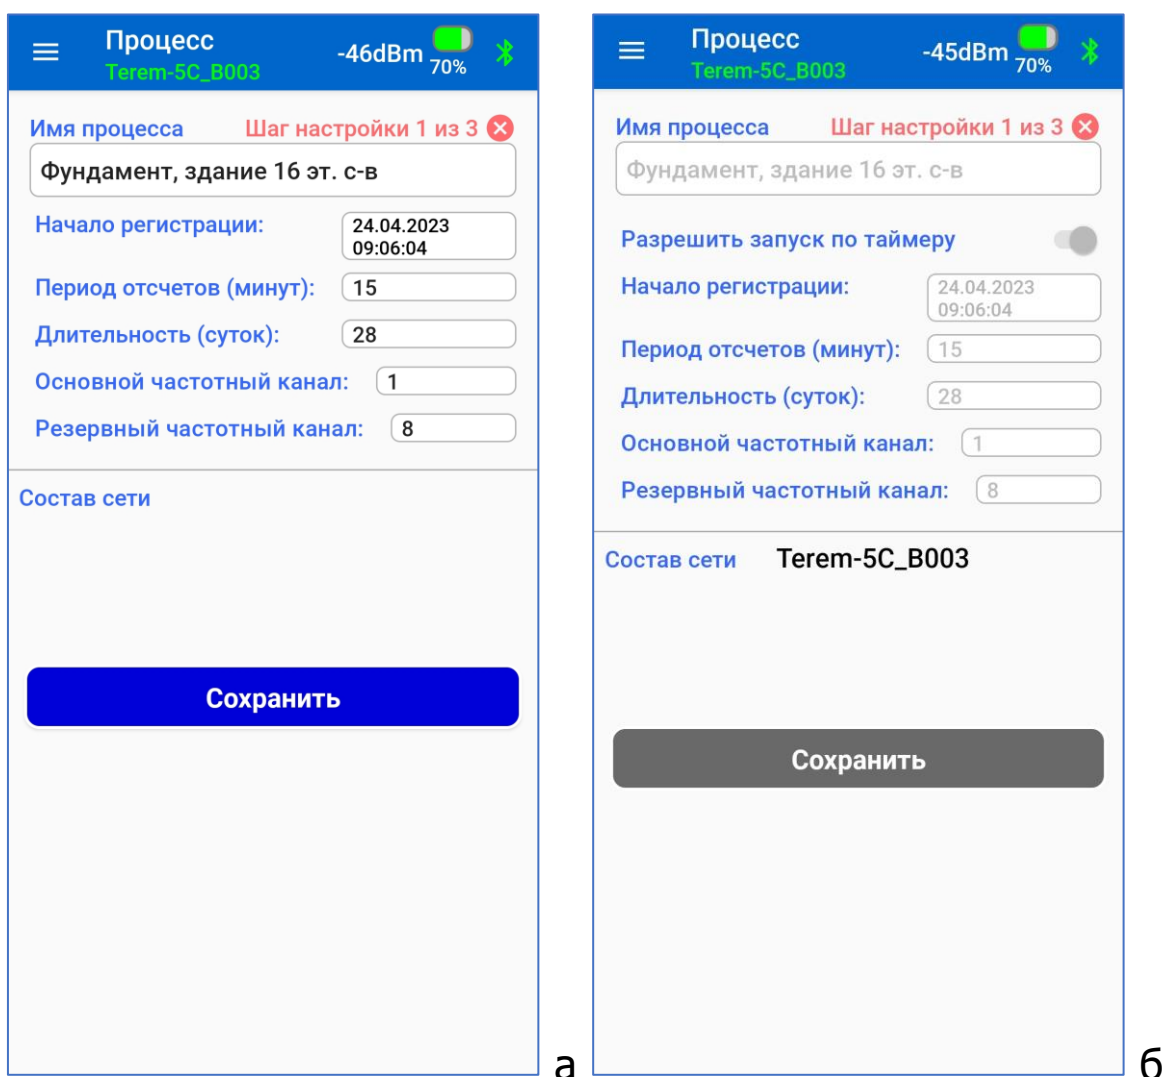 Процесс
Terem-5C_B003
-46dBm
70%
Имя процесса Шаг настройки 1 из 3
Фундамент, здание 16 эт. с-в
Начало регистрации: 24.04.2023
09:06:04
Период отсчетов (минут): 15
Длительность (суток): 28
Основной частотный канал: 1
Резервный частотный канал: 8
Состав сети
Сохранить
а
Процесс
Terem-5C_B003
-45dBm
70%
Имя процесса Шаг настройки 1 из 3
Фундамент, здание 16 эт. с-в
Разрешить запуск по таймеру
Начало регистрации: 24.04.2023
09:06:04
Период отсчетов (минут): 15
Длительность (суток): 28
Основной частотный канал: 1
Резервный частотный канал: 8
Состав сети Terem-5C_B003
Сохранить
б